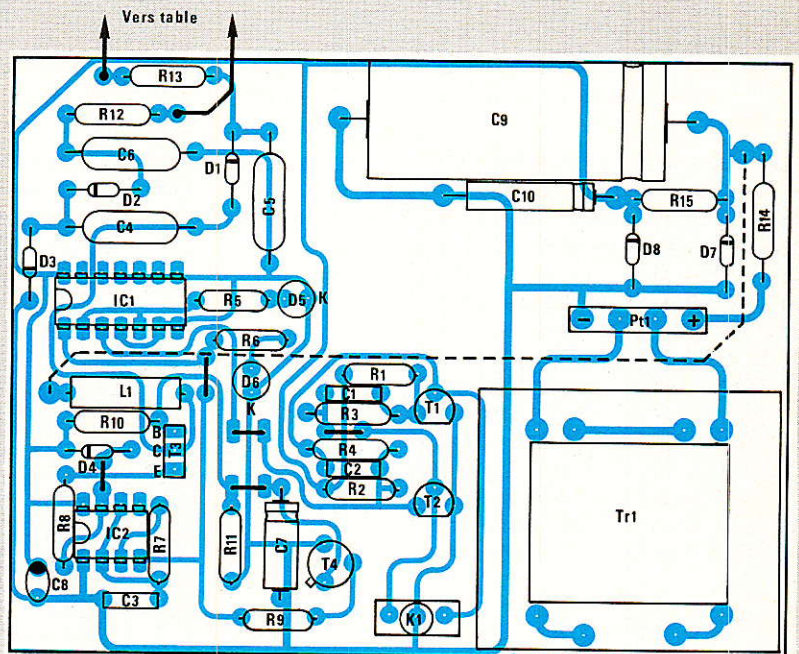 Vers table
R13
R12
C9
C6
D1
C5
D2
C10
R15
R14
C4
D3
D8
D7
IC1
R5
D5
K
− Pt1 +
R6
R1
D6
L1
C1
T1
R3
K
R10
B
C
T3
E
R4
D4
C2
R2
T2
Tr1
R8
IC2
R7
R11
C7
T4
C8
C3
R9
K1